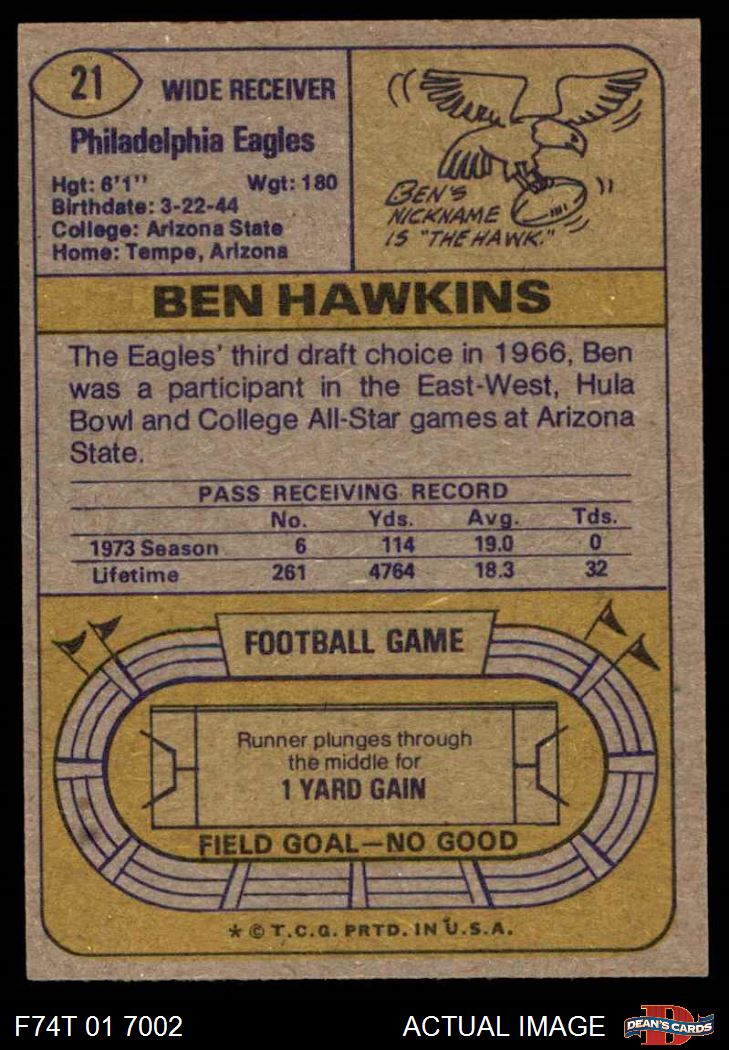 21
WIDE RECEIVER
Philadelphia Eagles
Hgt: 6'1'' Wgt: 180
Birthdate: 3-22-44
College: Arizona State
Home: Tempe, Arizona
BEN'S
NICKNAME
IS "THE HAWK."
BEN HAWKINS
The Eagles' third draft choice in 1966, Ben
was a participant in the East-West, Hula
Bowl and College All-Star games at Arizona
State.
PASS RECEIVING RECORD
No. Yds. Avg. Tds.
1973 Season 6 114 19.0 0
Lifetime 261 4764 18.3 32
FOOTBALL GAME
Runner plunges through
the middle for
1 YARD GAIN
FIELD GOAL—NO GOOD
* © T.C.G. PRTD. IN U.S.A.
F74T 01 7002 ACTUAL IMAGE
D
DEAN'S CARDS